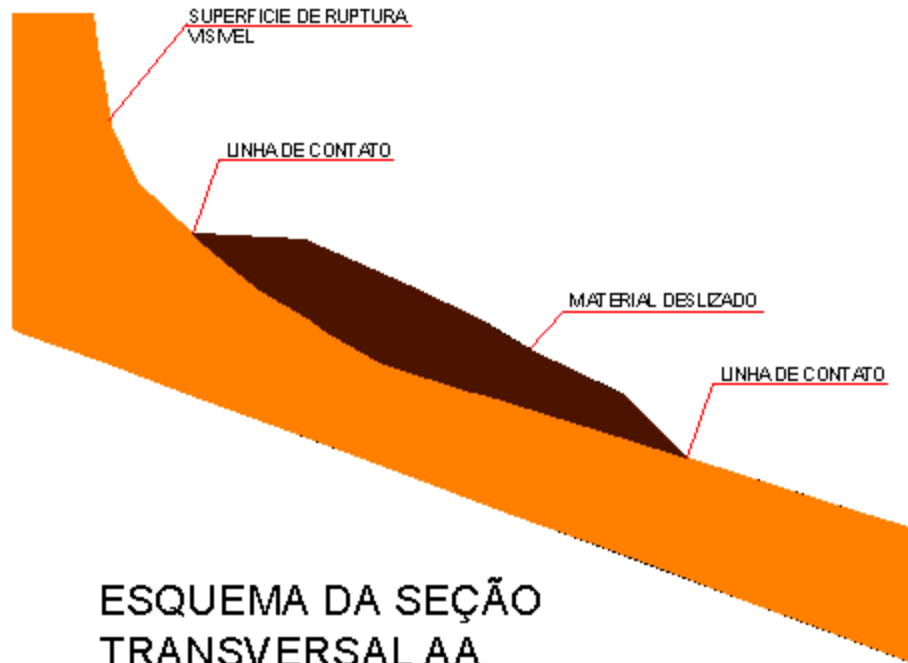 SUPERFICIE DE RUPTURA
VISIVEL
LINHA DE CONTATO
MATERIAL DESLIZADO
LINHA DE CONTATO
ESQUEMA DA SEÇÃO
TRANSVERSAL AA